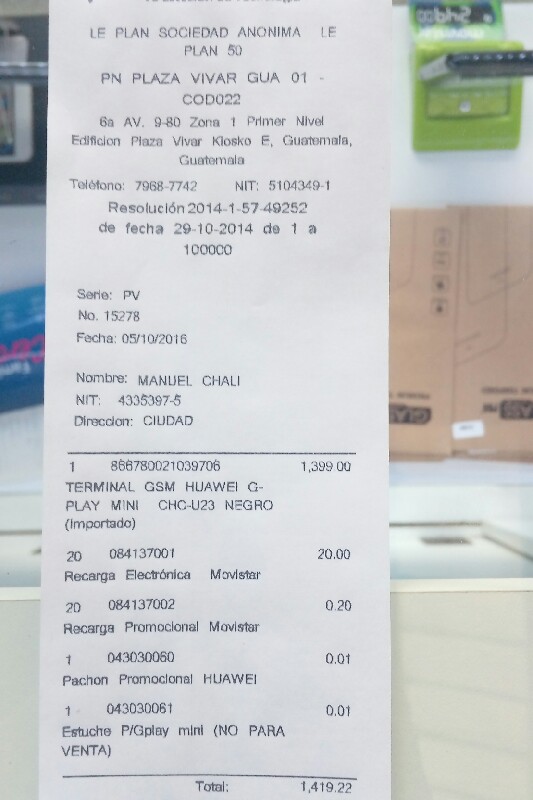 LE PLAN SOCIEDAD ANONIMA LE
PLAN 50
PN PLAZA VIVAR GUA 01 -
COD022
6a AV. 9-80 Zona 1 Primer Nivel
Edificion Plaza Vivar Kiosko E, Guatemala,
Guatemala
Teléfono: 7968-7742 NIT: 5104349-1
Resolución 2014-1-57-49252
de fecha 29-10-2014 de 1 a
100000
Serie: PV
No. 15278
Fecha: 05/10/2016
Nombre: MANUEL CHALI
NIT: 4335397-5
Direccion: CIUDAD
1 866780021039706 1,399.00
TERMINAL GSM HUAWEI G-
PLAY MINI CHC-U23 NEGRO
(Importado)
20 084137001 20.00
Recarga Electrónica Movistar
20 084137002 0.20
Recarga Promocional Movistar
1 043030060 0.01
Pachon Promocional HUAWEI
1 043030061 0.01
Estuche P/Gplay mini (NO PARA
VENTA)
Total: 1,419.22
GLASS
GLASS